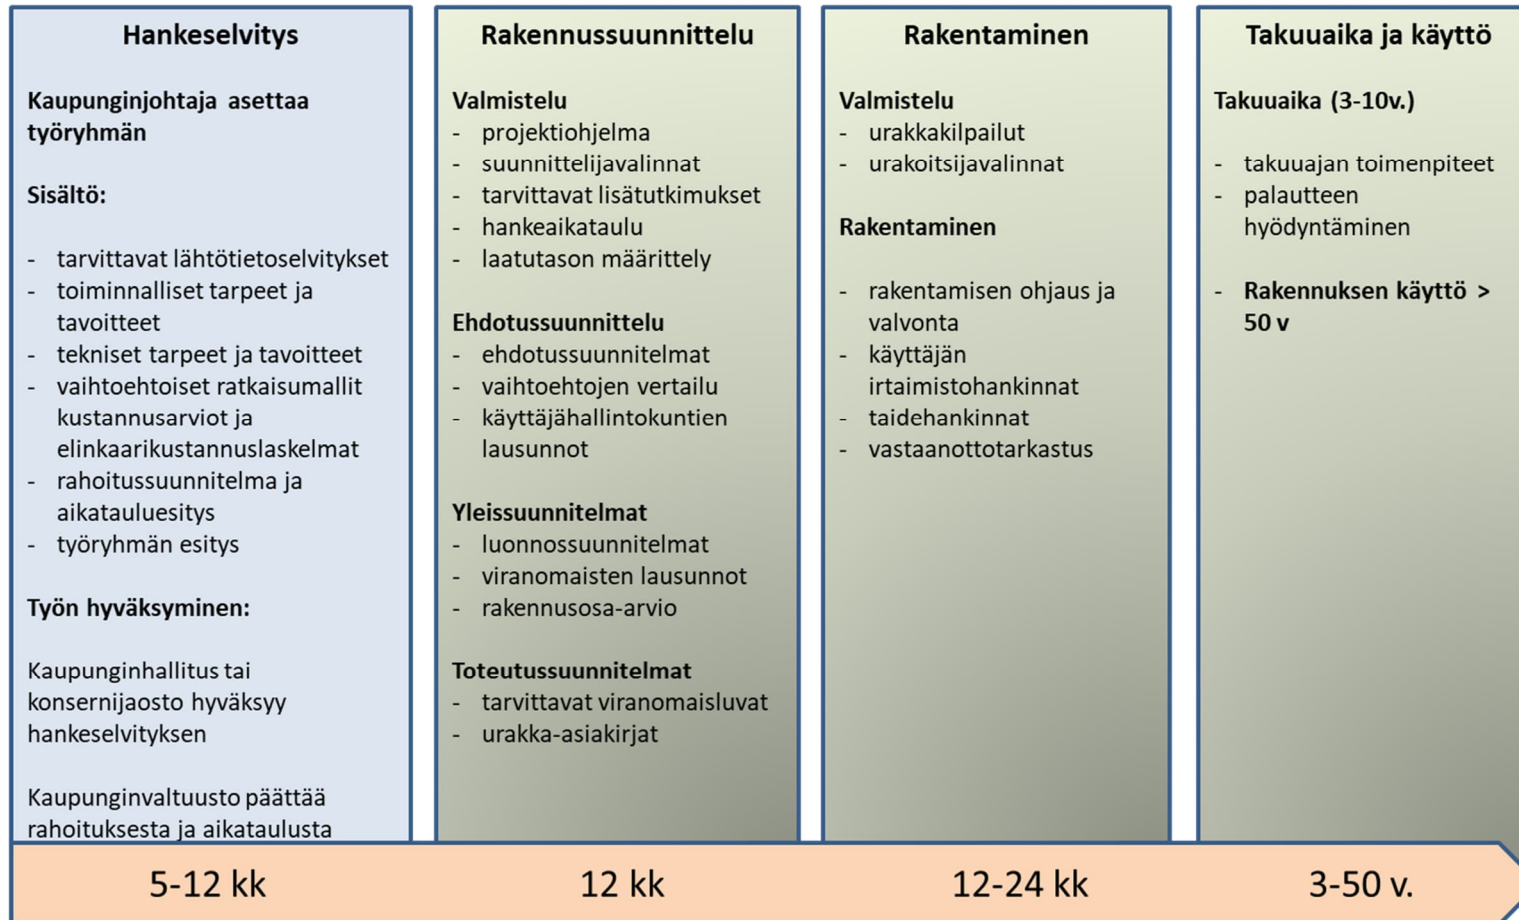 Hankeselvitys
Kaupunginjohtaja asettaa
työryhmän
Sisältö:
- tarvittavat lähtötietoselvitykset
- toiminnalliset tarpeet ja
tavoitteet
- tekniset tarpeet ja tavoitteet
- vaihtoehtoiset ratkaisumallit
kustannusarviot ja
elinkaarikustannuslaskelmat
- rahoitussuunnitelma ja
aikatauluesitys
- työryhmän esitys
Työn hyväksyminen:
Kaupunginhallitus tai
konsernijaosto hyväksyy
hankeselvityksen
Kaupunginvaltuusto päättää
rahoituksesta ja aikataulusta
5-12 kk
Rakennussuunnittelu
Valmistelu
- projektiohjelma
- suunnittelijavalinnat
- tarvittavat lisätutkimukset
- hankeaikataulu
- laatutason määrittely
Ehdotussuunnittelu
- ehdotussuunnitelmat
- vaihtoehtojen vertailu
- käyttäjähallintokuntien
lausunnot
Yleissuunnitelmat
- luonnossuunnitelmat
- viranomaisten lausunnot
- rakennusosa-arvio
Toteutussuunnitelmat
- tarvittavat viranomaisluvat
- urakka-asiakirjat
12 kk
Rakentaminen
Valmistelu
- urakkakilpailut
- urakoitsijavalinnat
Rakentaminen
- rakentamisen ohjaus ja
valvonta
- käyttäjän
irtaimistohankinnat
- taidehankinnat
- vastaanottotarkastus
12-24 kk
Takuuaika ja käyttö
Takuuaika (3-10v.)
- takuuajan toimenpiteet
- palautteen
hyödyntäminen
- Rakennuksen käyttö >
50 v
3-50 v.